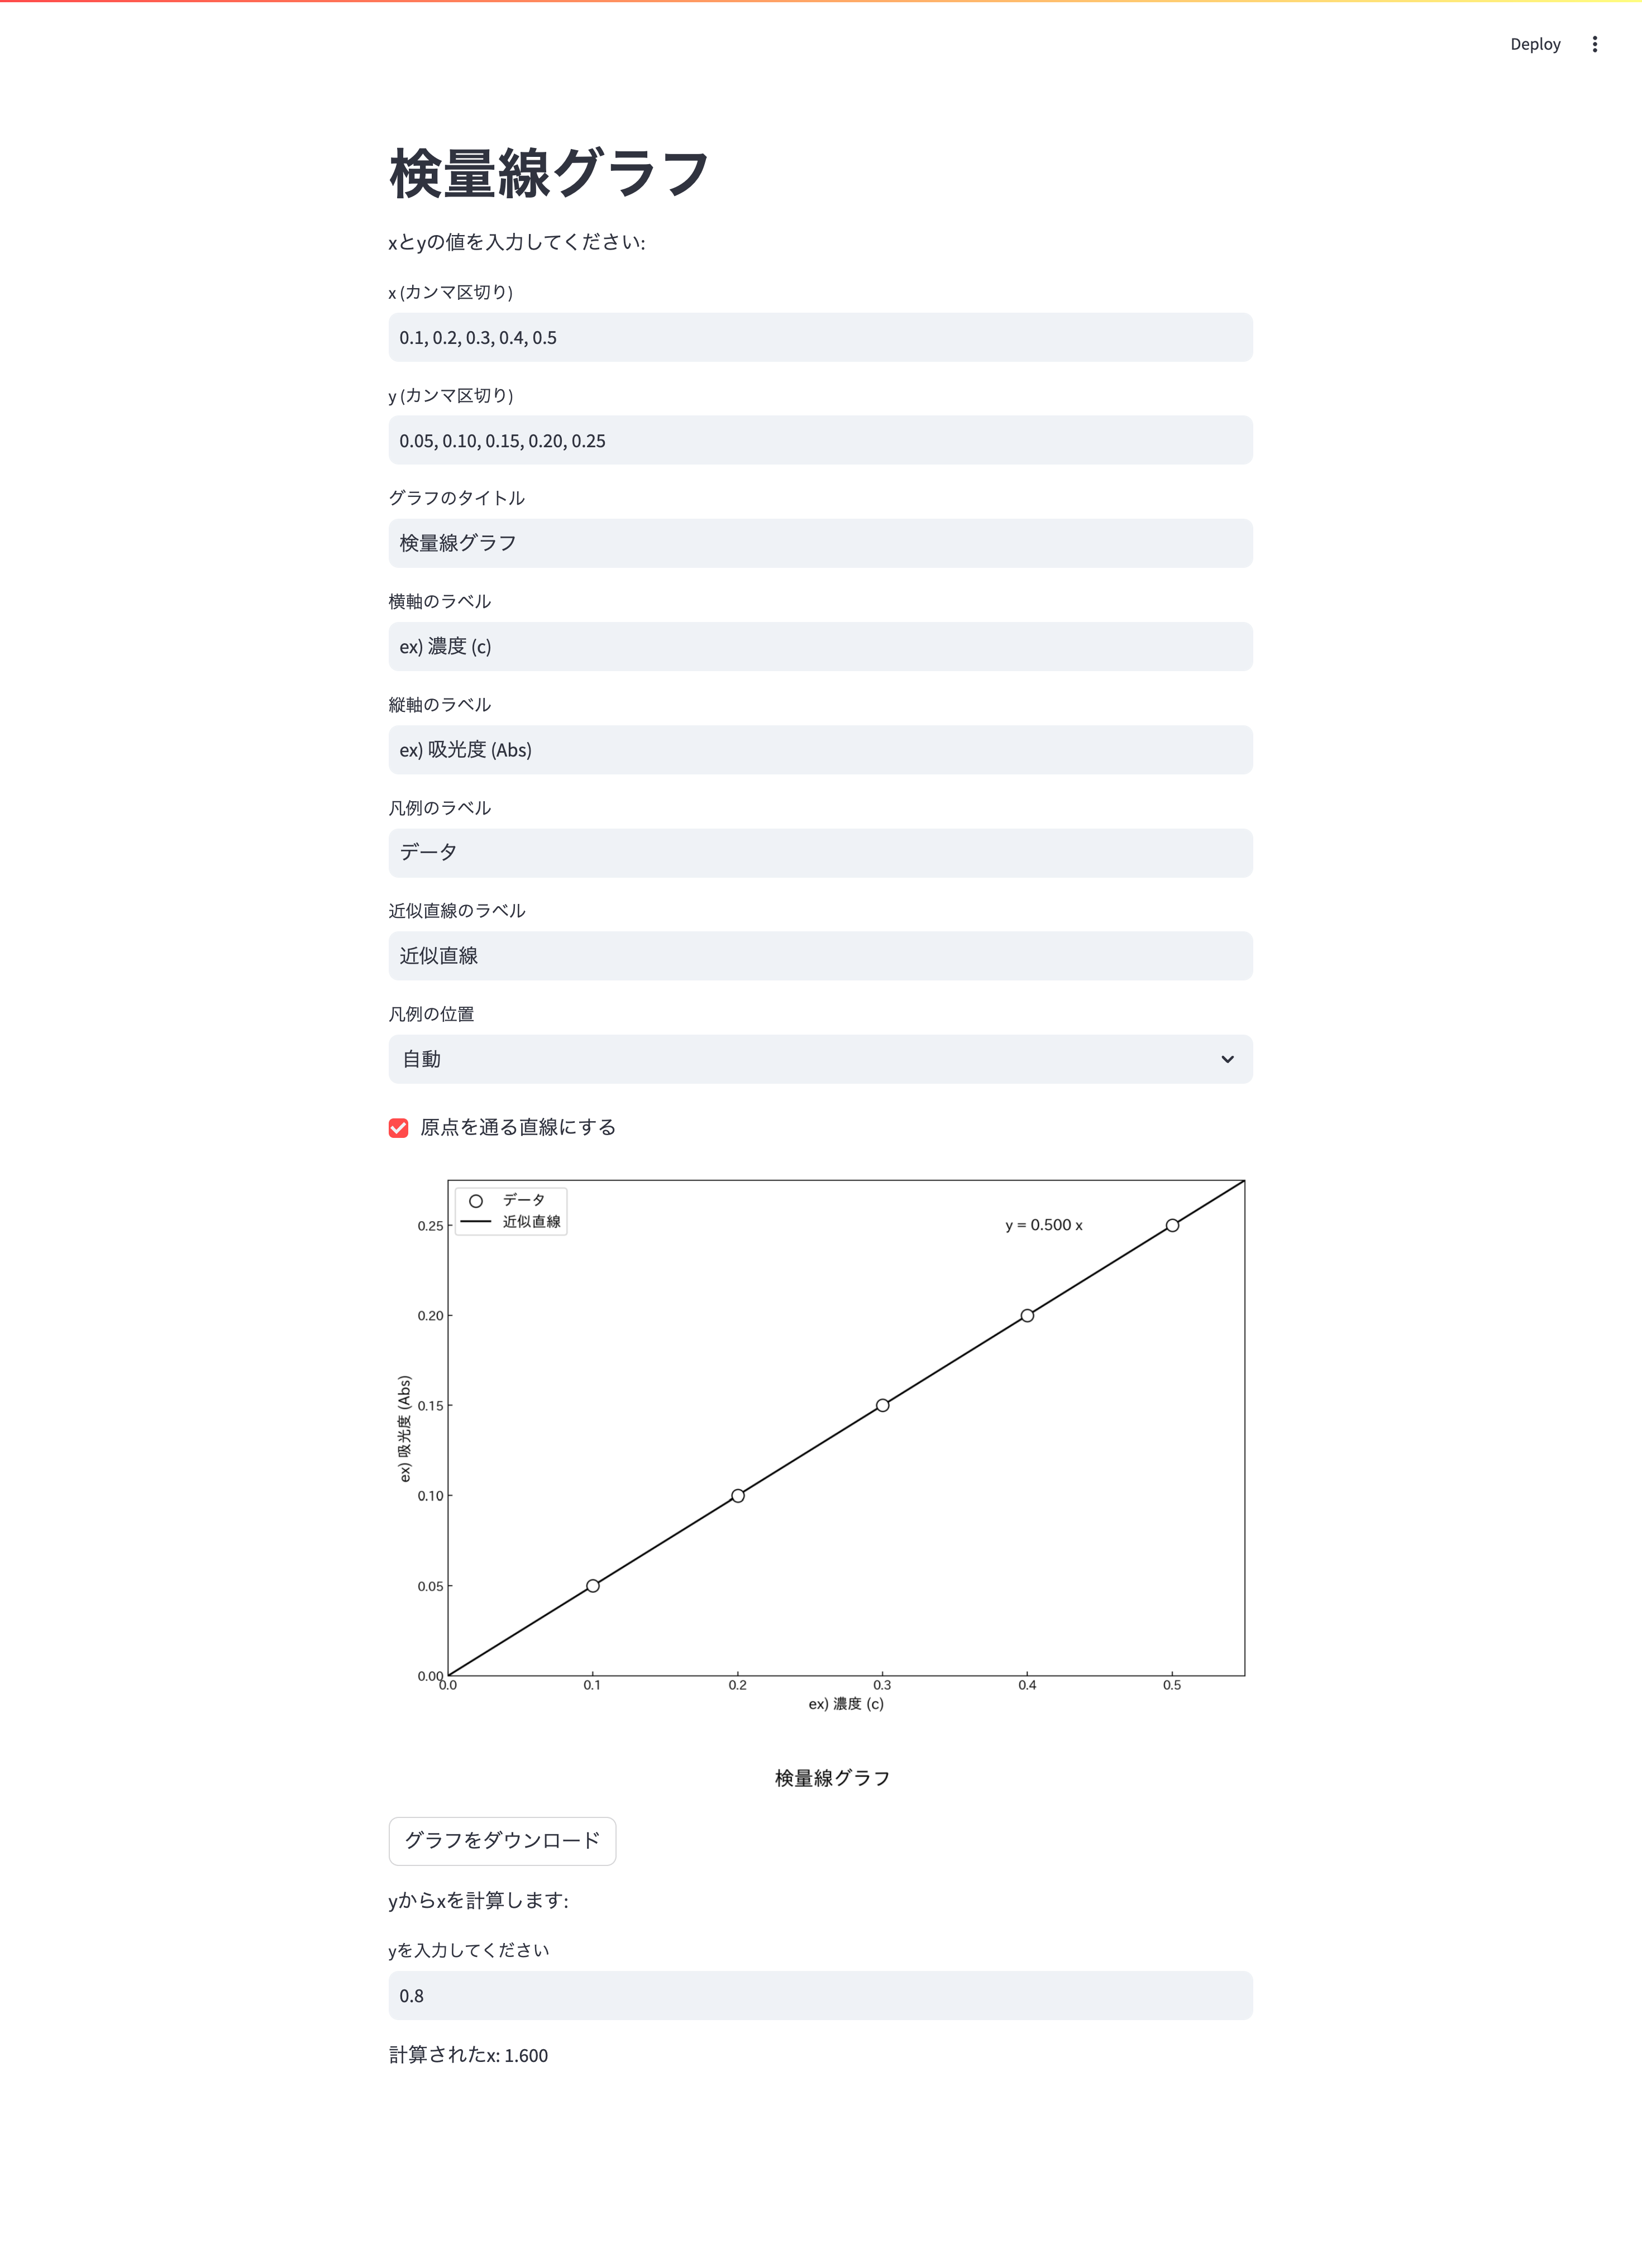 Deploy
検量線グラフ
xとyの値を入力してください:
x (カンマ区切り)
0.1, 0.2, 0.3, 0.4, 0.5
y (カンマ区切り)
0.05, 0.10, 0.15, 0.20, 0.25
グラフのタイトル
検量線グラフ
横軸のラベル
ex) 濃度 (c)
縦軸のラベル
ex) 吸光度 (Abs)
凡例のラベル
データ
近似直線のラベル
近似直線
凡例の位置
自動
原点を通る直線にする
データ
近似直線
y = 0.500 x
0.25
0.20
0.15
0.10
0.05
0.00
ex) 吸光度 (Abs)
0.0 0.1 0.2 0.3 0.4 0.5
ex) 濃度 (c)
検量線グラフ
グラフをダウンロード
yからxを計算します:
yを入力してください
0.8
計算されたx: 1.600